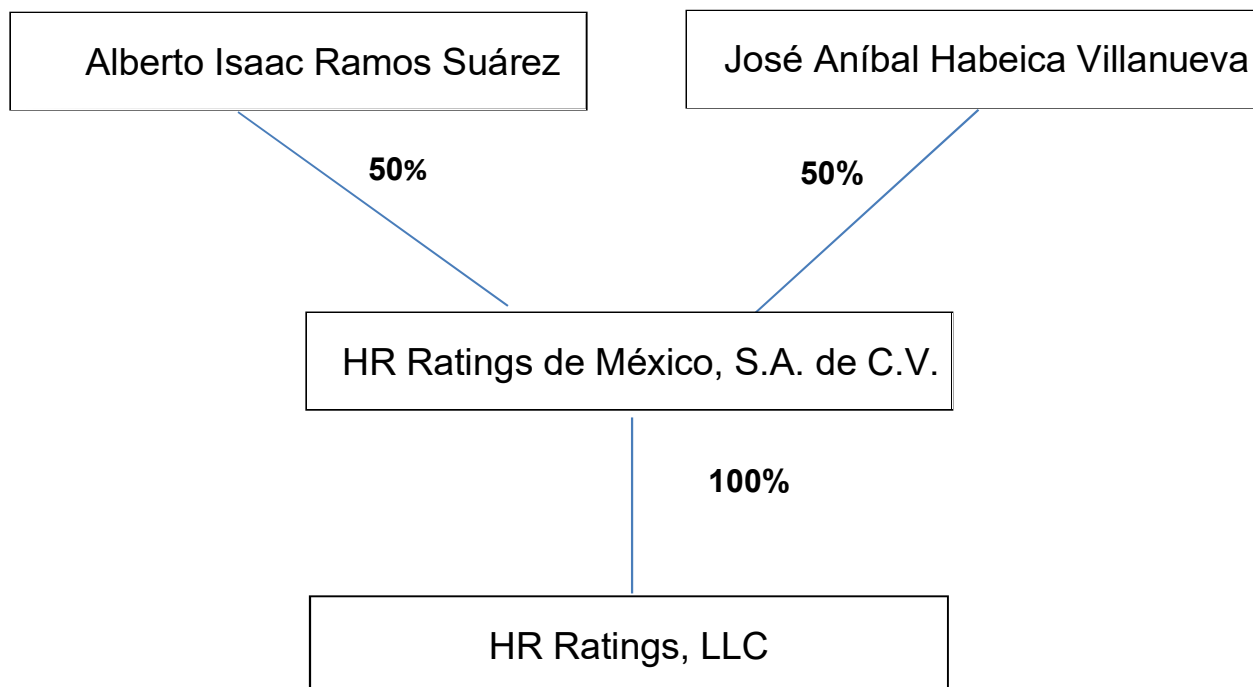 Alberto Isaac Ramos Suárez
José Aníbal Habeica Villanueva
50%
50%
HR Ratings de México, S.A. de C.V.
100%
HR Ratings, LLC